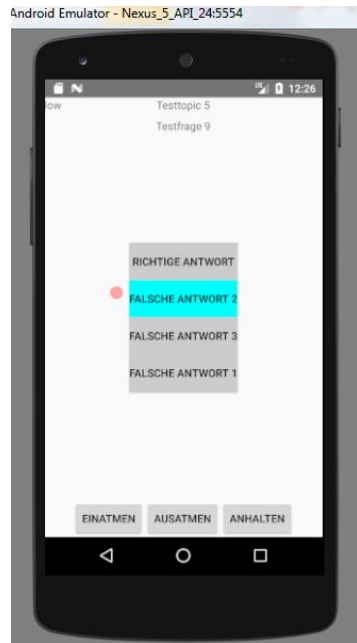 Android Emulator - Nexus_5_API_24:5554
LTE 12:26
low Testtopic 5
Testfrage 9
RICHTIGE ANTWORT
FALSCHE ANTWORT 2
FALSCHE ANTWORT 3
FALSCHE ANTWORT 1
EINATMEN AUSATMEN ANHALTEN